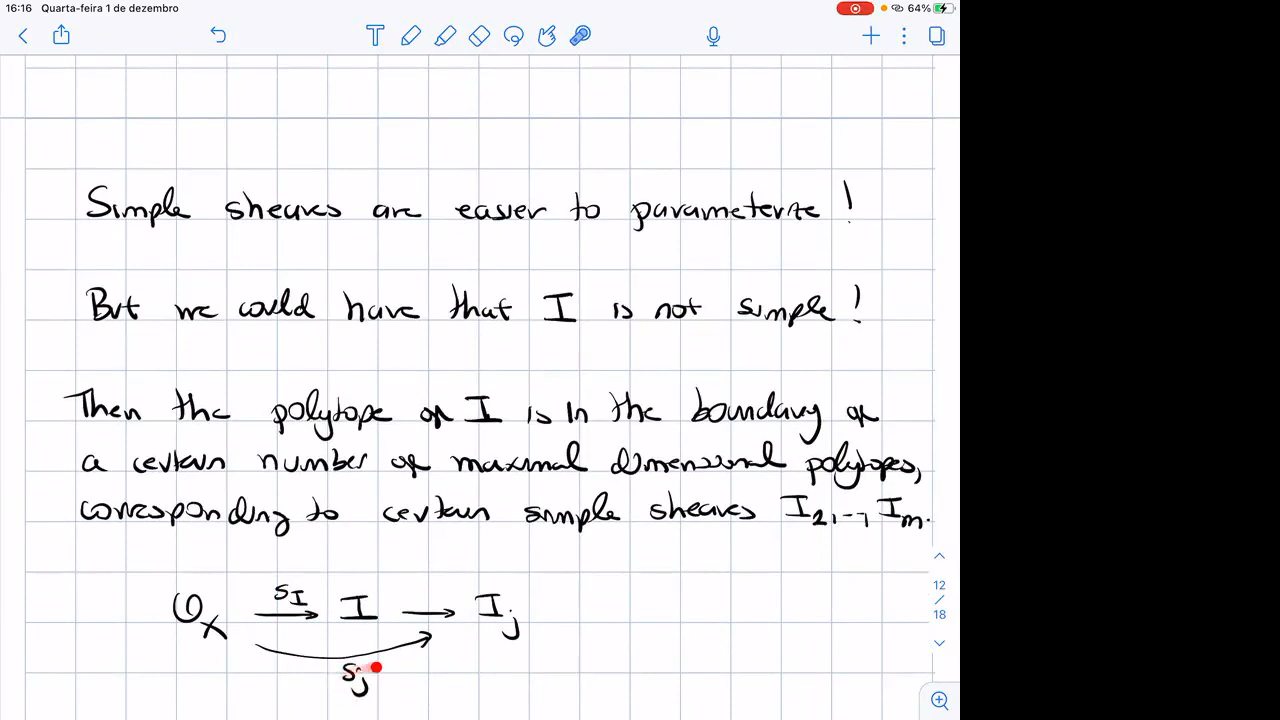 16:16 Quarta-feira 1 de dezembro 64%
Simple sheaves are easier to parameterize!
But we could have that I is not simple!
Then the polytope of I is in the boundary of
a certain number of maximal dimensional polytopes,
corresponding to certain simple sheaves I_2, ..., I_m.
O_X →^{s_I} I → I_j
s_j
12
/
18